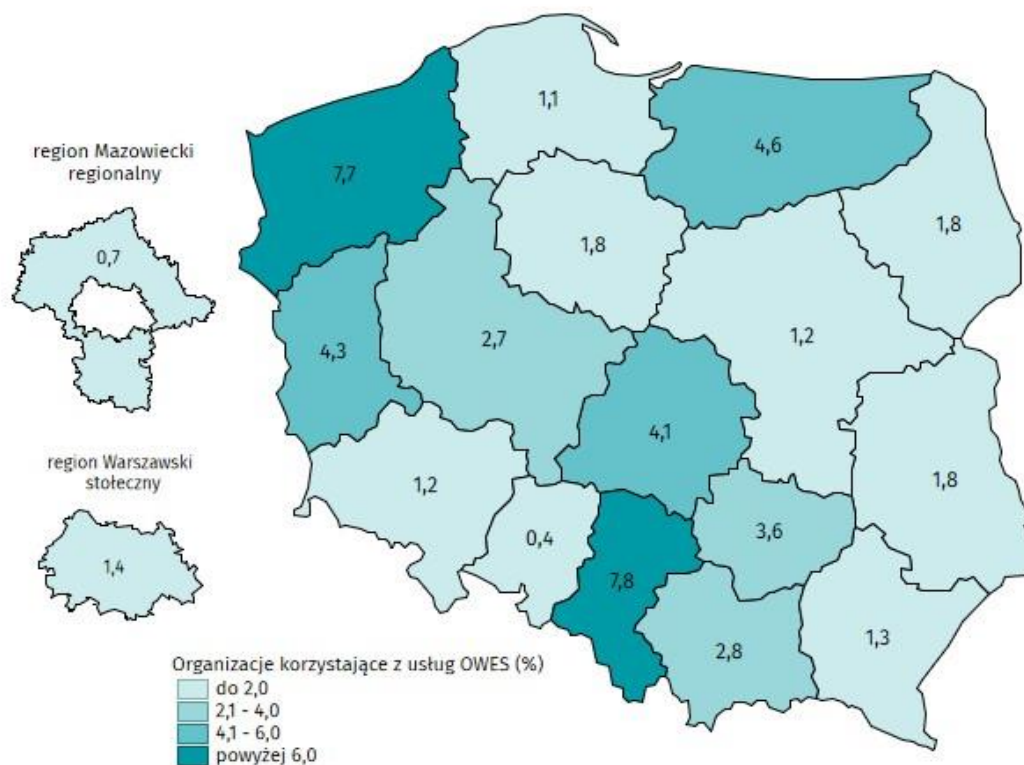 1,1
4,6
7,7
1,8
1,8
region Mazowiecki
regionalny
0,7
4,3
2,7
1,2
4,1
1,8
region Warszawski
stołeczny
1,4
1,2
0,4
3,6
7,8
2,8
1,3
Organizacje korzystające z usług OWES (%)
do 2,0
2,1 - 4,0
4,1 - 6,0
powyżej 6,0